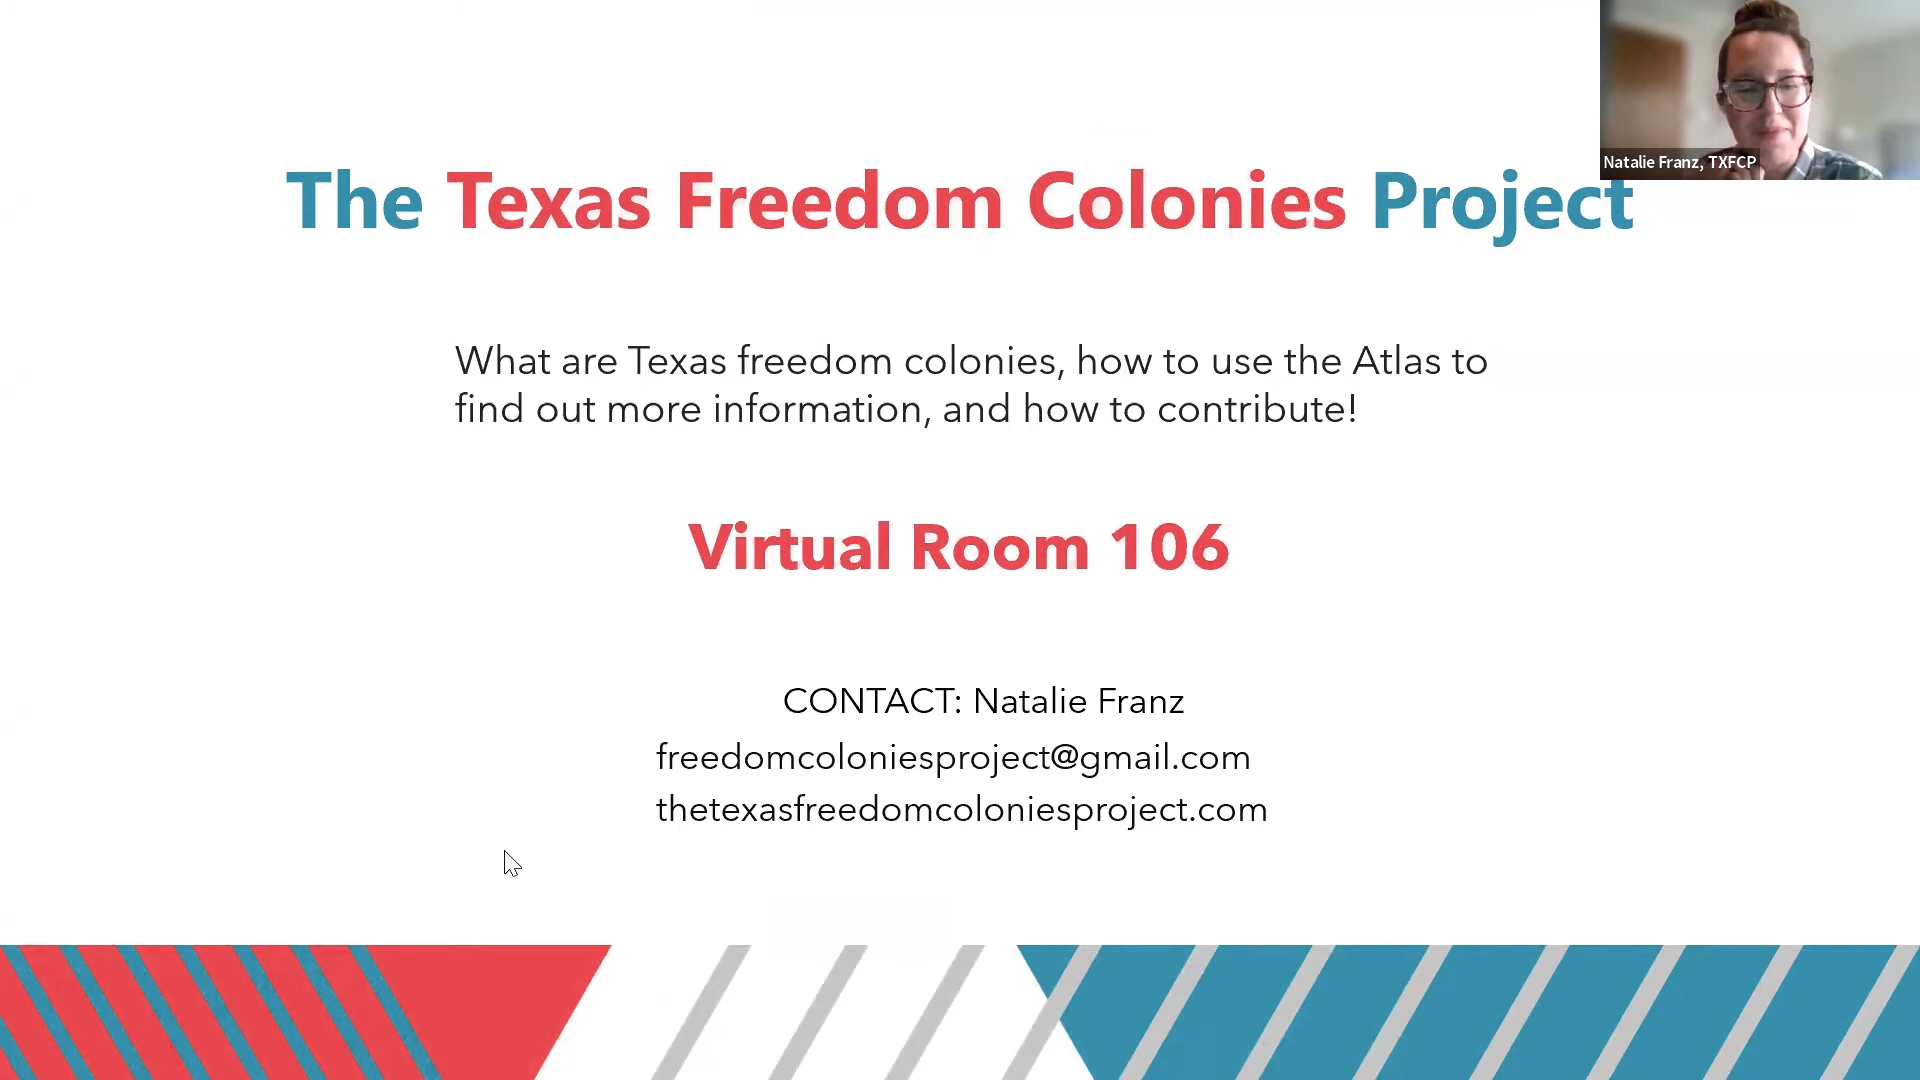 Natalie Franz, TXFCP
The Texas Freedom Colonies Project
What are Texas freedom colonies, how to use the Atlas to
find out more information, and how to contribute!
Virtual Room 106
CONTACT: Natalie Franz
freedomcoloniesproject@gmail.com
thetexasfreedomcoloniesproject.com